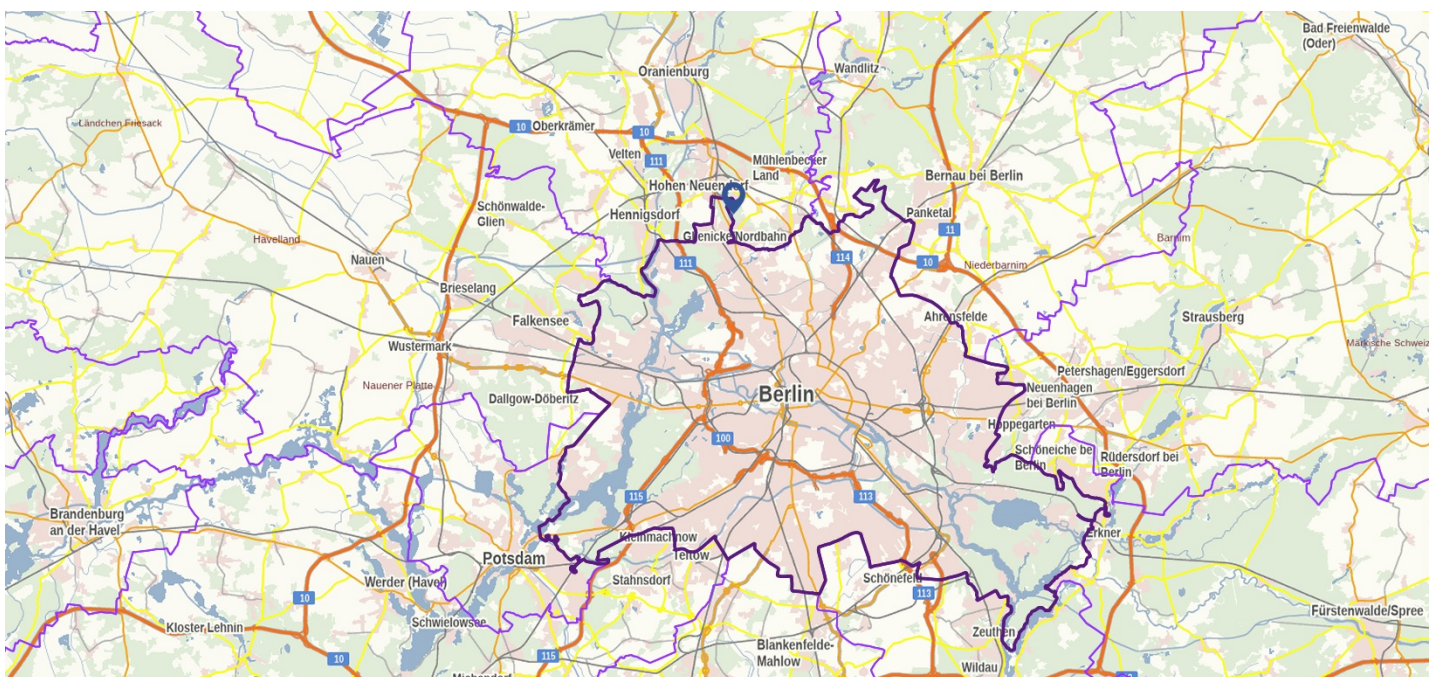 Bad Freienwalde
(Oder)
Oranienburg
Wandlitz
Ländchen Friesack
10
Oberkrämer
10
Velten
111
Mühlenbecker
Land
Hohen Neuendorf
Bernau bei Berlin
Schönwalde-
Glien
Hennigsdorf
Panketal
11
Havelland
Glienicke/Nordbahn
Barnim
Nauen
111
114
10
Niederbarnim
Brieselang
Falkensee
Ahrensfelde
Strausberg
Wustermark
Märkische Schweiz
Petershagen/Eggersdorf
Nauener Platte
Neuenhagen
bei Berlin
Dallgow-Döberitz
Berlin
Hoppegarten
100
Schöneiche be
Berlin
Rüdersdorf bei
Berlin
115
113
Brandenburg
an der Havel
Kleinmachnow
Erkner
Potsdam
Teltow
Werder (Havel)
Stahnsdorf
Schönefeld
113
10
Schwielowsee
Fürstenwalde/Spree
Kloster Lehnin
Zeuthen
Blankenfelde-
Mahlow
10
115
Wildau